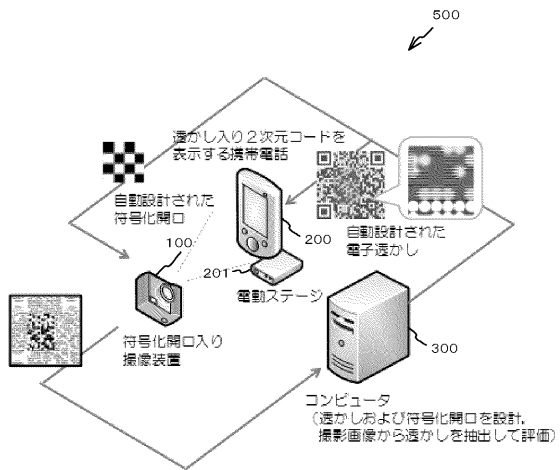 500
透かし入り２次元コードを
表示する携帯電話
自動設計された
符号化開口
100
200
201
電動ステージ
自動設計された
電子透かし
符号化開口入り
撮像装置
300
コンピュータ
（透かしおよび符号化開口を設計，
撮影画像から透かしを抽出して評価）